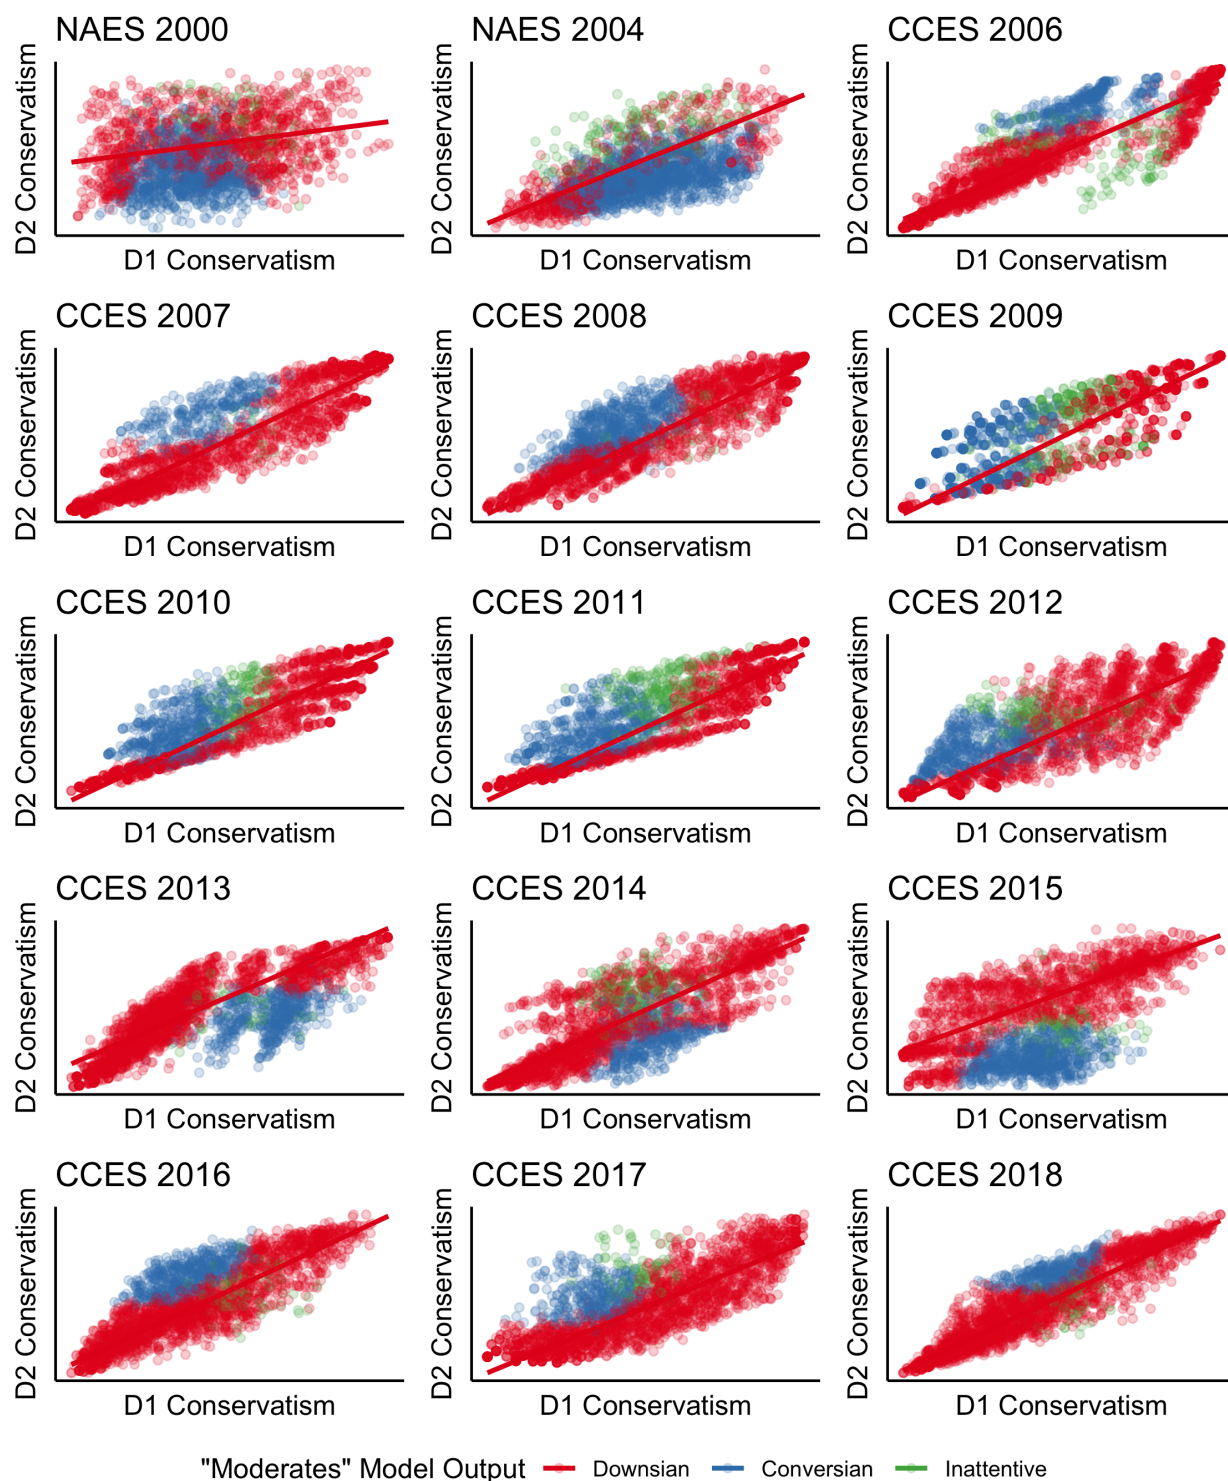 NAES 2000
NAES 2004
CCES 2006
D2 Conservatism
D2 Conservatism
D2 Conservatism
D1 Conservatism
D1 Conservatism
D1 Conservatism
CCES 2007
CCES 2008
CCES 2009
D2 Conservatism
D2 Conservatism
D2 Conservatism
D1 Conservatism
D1 Conservatism
D1 Conservatism
CCES 2010
CCES 2011
CCES 2012
D2 Conservatism
D2 Conservatism
D2 Conservatism
D1 Conservatism
D1 Conservatism
D1 Conservatism
CCES 2013
CCES 2014
CCES 2015
D2 Conservatism
D2 Conservatism
D2 Conservatism
D1 Conservatism
D1 Conservatism
D1 Conservatism
CCES 2016
CCES 2017
CCES 2018
D2 Conservatism
D2 Conservatism
D2 Conservatism
D1 Conservatism
D1 Conservatism
D1 Conservatism
"Moderates" Model Output Downsian Conversian Inattentive